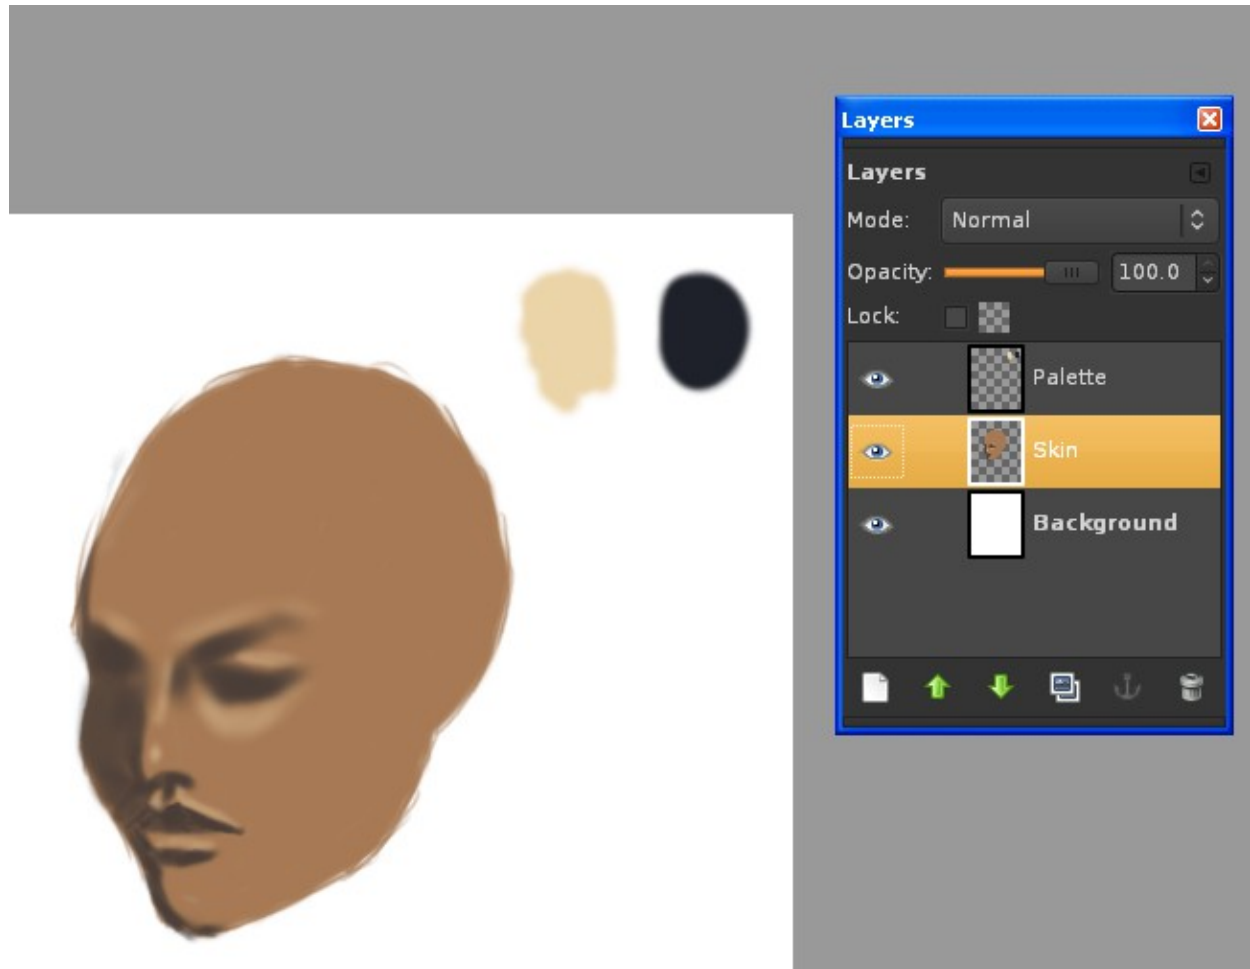 Layers
Layers
Mode: Normal
Opacity: 100.0
Lock:
Palette
Skin
Background